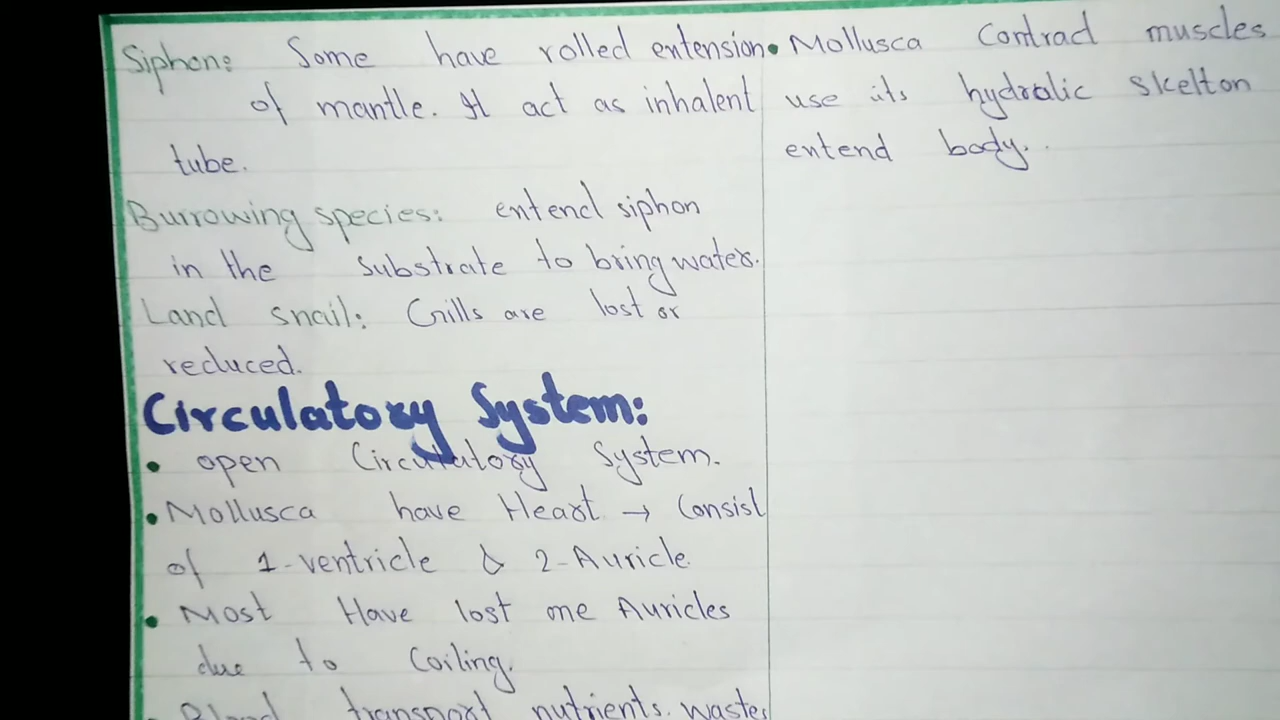 Siphon: Some have rolled extension
of mantle. It act as inhalent
tube.
Burrowing species: entend siphon
in the substrate to bring water.
Land snail: Gills are lost or
reduced.
Circulatory System:
• open Circulatory System.
• Mollusca have Heart → Consist
of 1-ventricle & 2-Auricle
• Most Have lost one Auricles
due to Coiling.
• Blood transport nutrients. wastes
• Mollusca Contract muscles
use its hydralic Skelton
entend body.